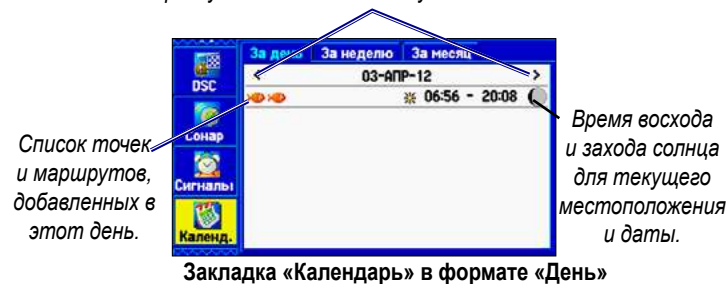 За день За неделю За месяц
< 03-АПР-12 >
06:56 - 20:08
DSC
Сонар
Сигналы
Календ.
Список точек
и маршрутов,
добавленных в
этот день.
Время восхода
и захода солнца
для текущего
местоположения
и даты.
Закладка «Календарь» в формате «День»